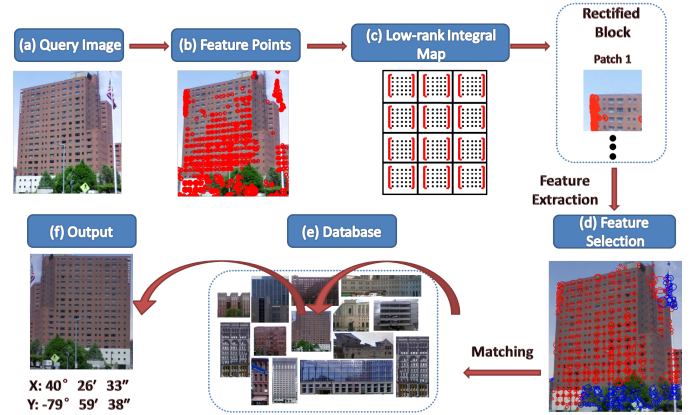 (a) Query Image
(b) Feature Points
(c) Low-rank Integral
Map
Rectified
Block
Patch 1
Feature
Extraction
(d) Feature
Selection
Matching
(e) Database
(f) Output
X: 40° 26′ 33″
Y: -79° 59′ 38″